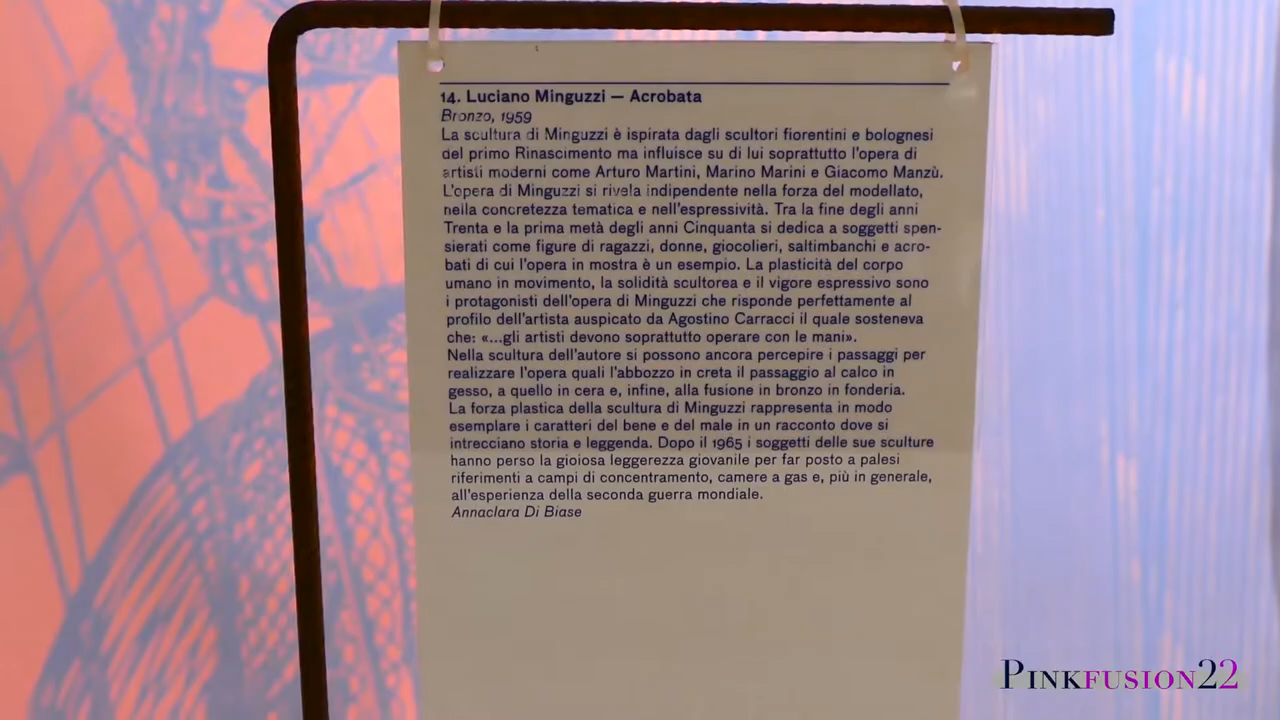 14. Luciano Minguzzi — Acrobata
Bronzo, 1959
La scultura di Minguzzi è ispirata dagli scultori fiorentini e bolognesi
del primo Rinascimento ma influisce su di lui soprattutto l'opera di
artisti moderni come Arturo Martini, Marino Marini e Giacomo Manzù.
L'opera di Minguzzi si rivela indipendente nella forza del modellato,
nella concretezza tematica e nell'espressività. Tra la fine degli anni
Trenta e la prima metà degli anni Cinquanta si dedica a soggetti spen-
sierati come figure di ragazzi, donne, giocolieri, saltimbanchi e acro-
bati di cui l'opera in mostra è un esempio. La plasticità del corpo
umano in movimento, la solidità scultorea e il vigore espressivo sono
i protagonisti dell'opera di Minguzzi che risponde perfettamente al
profilo dell'artista auspicato da Agostino Carracci il quale sosteneva
che: «...gli artisti devono soprattutto operare con le mani».
Nella scultura dell'autore si possono ancora percepire i passaggi per
realizzare l'opera quali l'abbozzo in creta il passaggio al calco in
gesso, a quello in cera e, infine, alla fusione in bronzo in fonderia.
La forza plastica della scultura di Minguzzi rappresenta in modo
esemplare i caratteri del bene e del male in un racconto dove si
intrecciano storia e leggenda. Dopo il 1965 i soggetti delle sue sculture
hanno perso la gioiosa leggerezza giovanile per far posto a palesi
riferimenti a campi di concentramento, camere a gas e, più in generale,
all'esperienza della seconda guerra mondiale.
Annaclara Di Biase
PINKFUSION22